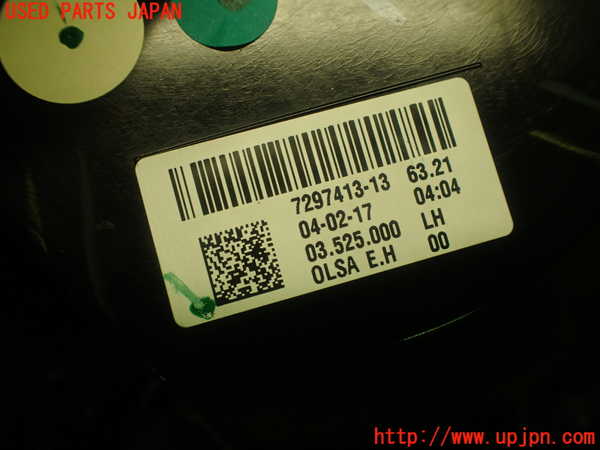 USED PARTS JAPAN
7297413-13 63.21
04-02-17 04:04
03.525.000 LH
OLSA E.H 00
http://www.upjpn.com